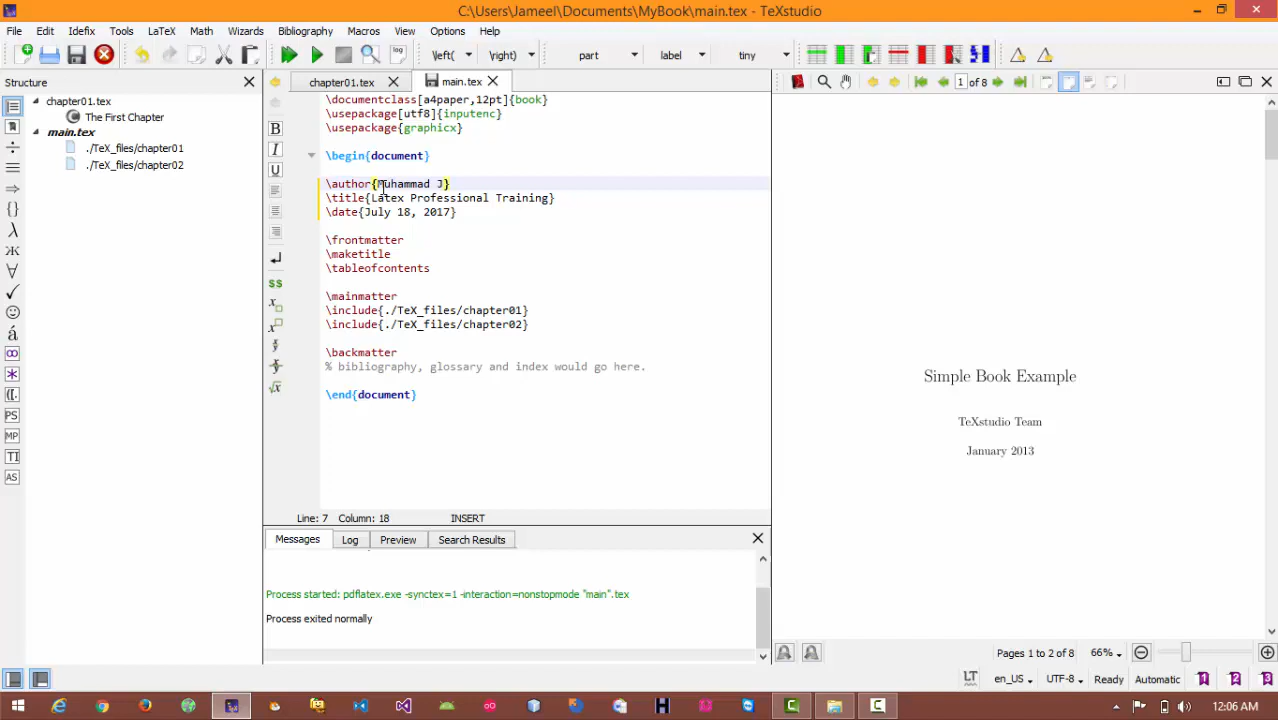 C:\Users\Jameel\Documents\MyBook\main.tex - TeXstudio
File Edit Idefix Tools LaTeX Math Wizards Bibliography Macros View Options Help
log \left( \right) part label tiny
Structure
chapter01.tex main.tex
1 of 8
chapter01.tex
The First Chapter
main.tex
./TeX_files/chapter01
./TeX_files/chapter02
\documentclass[a4paper,12pt]{book}
\usepackage[utf8]{inputenc}
\usepackage{graphicx}
\begin{document}
\author{Muhammad J}
\title{Latex Professional Training}
\date{July 18, 2017}
\frontmatter
\maketitle
\tableofcontents
\mainmatter
\include{./TeX_files/chapter01}
\include{./TeX_files/chapter02}
\backmatter
% bibliography, glossary and index would go here.
\end{document}
Line: 7 Column: 18 INSERT
Messages Log Preview Search Results
Process started: pdflatex.exe -synctex=1 -interaction=nonstopmode "main".tex
Process exited normally
Simple Book Example
TeXstudio Team
January 2013
Pages 1 to 2 of 8 66%
LT en_US UTF-8 Ready Automatic 1 2 3
12:06 AM